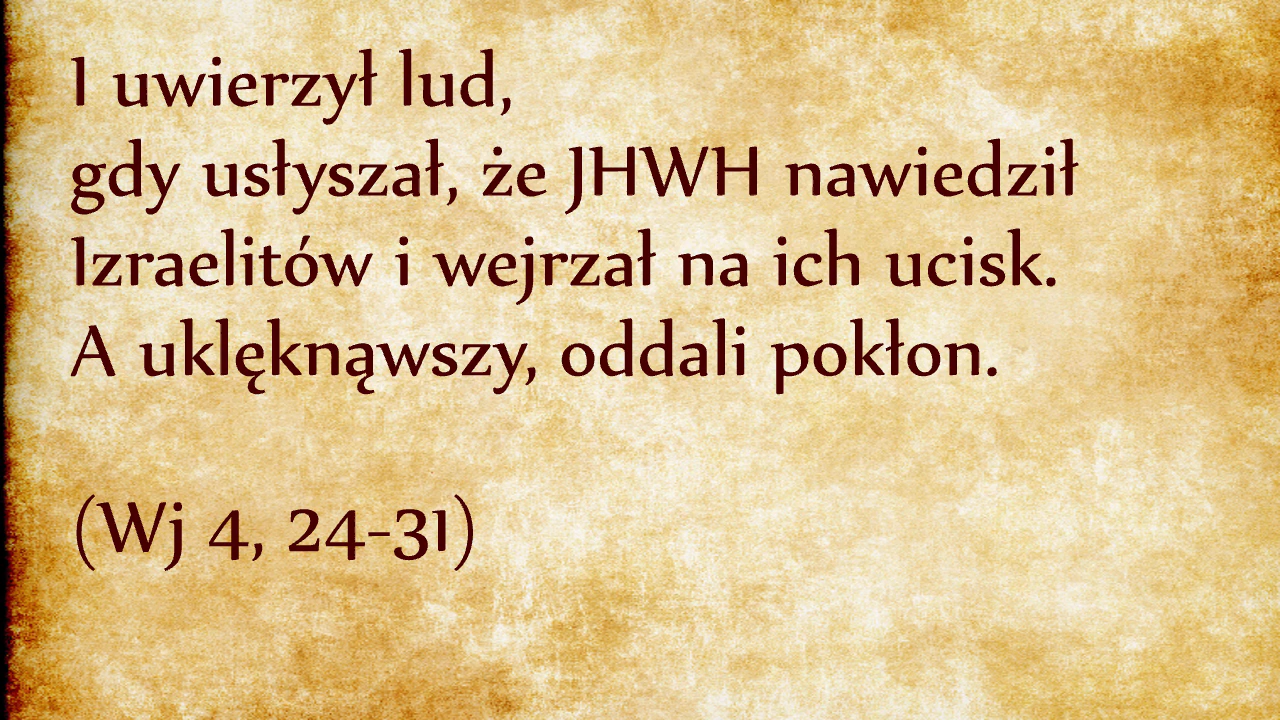 I uwierzył lud,
gdy usłyszał, że JHWH nawiedził
Izraelitów i wejrzał na ich ucisk.
A uklęknąwszy, oddali pokłon.
(Wj 4, 24-31)